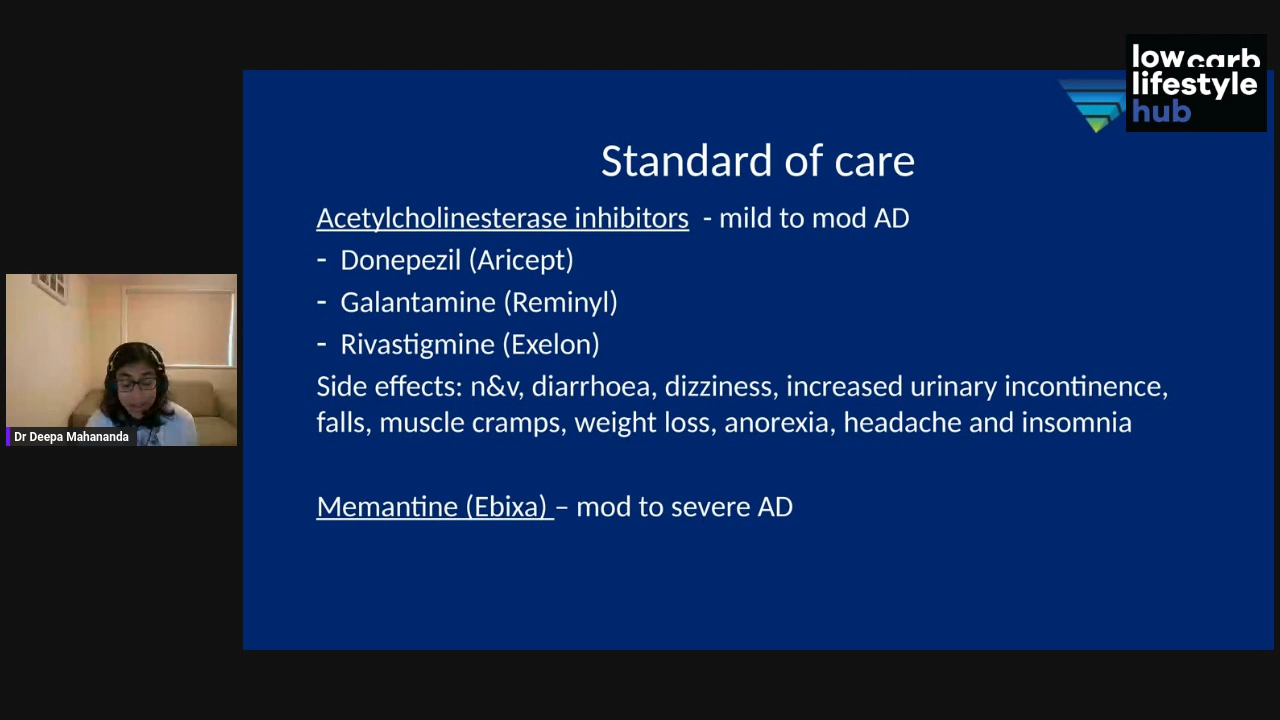 low carb
lifestyle
hub
Standard of care
Acetylcholinesterase inhibitors - mild to mod AD
- Donepezil (Aricept)
- Galantamine (Reminyl)
- Rivastigmine (Exelon)
Side effects: n&v, diarrhoea, dizziness, increased urinary incontinence,
falls, muscle cramps, weight loss, anorexia, headache and insomnia
Memantine (Ebixa) – mod to severe AD
Dr Deepa Mahananda